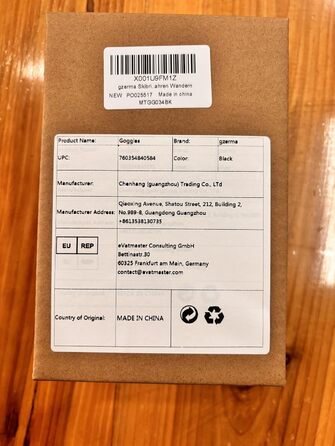 X001U9FM1Z
gzerma Skibri...ahren Wandern
NEW PO025517 Made in china
MTGG034BK
Product Name: Goggles Brand: gzerma
UPC: 760354840584 Color: Black
Manufacturer: Chenhang (guangzhou) Trading Co., LTd
Manufacturer Address: Qiaoxing Avenue, Shatou Street, 212, Building 2,
No.989-8, Guangdong Guangzhou
+8613538130735
EU REP
eVatmaster Consulting GmbH
Bettinastr.30
60325 Frankfurt am Main, Germany
contact@evatmaster.com
Country of Original: MADE IN CHINA